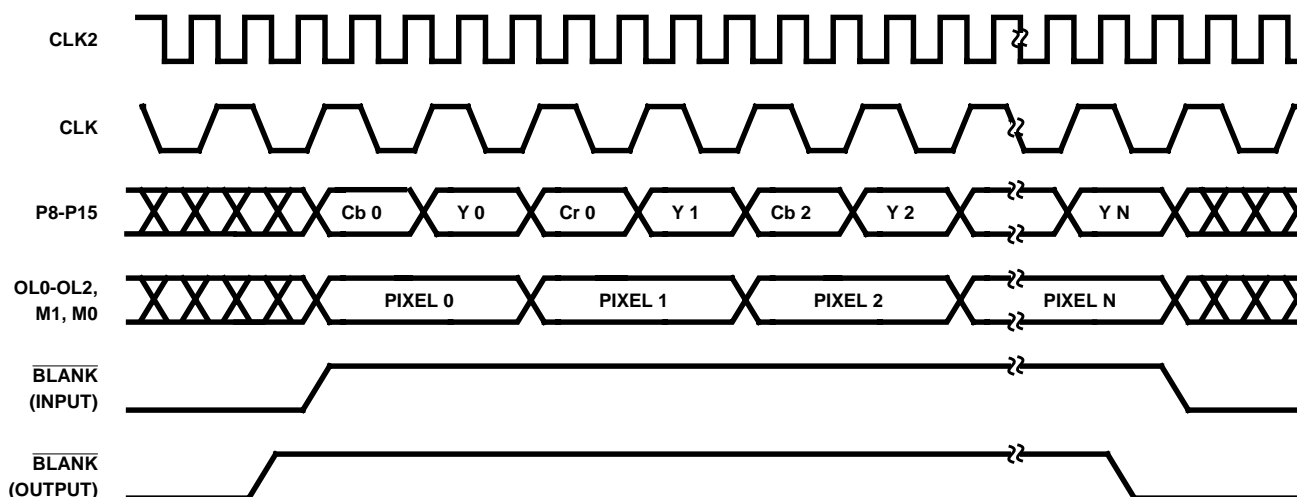 CLK2
CLK
P8-P15
Cb 0 Y 0 Cr 0 Y 1 Cb 2 Y 2 Y N
OL0-OL2,
M1, M0
PIXEL 0 PIXEL 1 PIXEL 2 PIXEL N
BLANK
(INPUT)
BLANK
(OUTPUT)